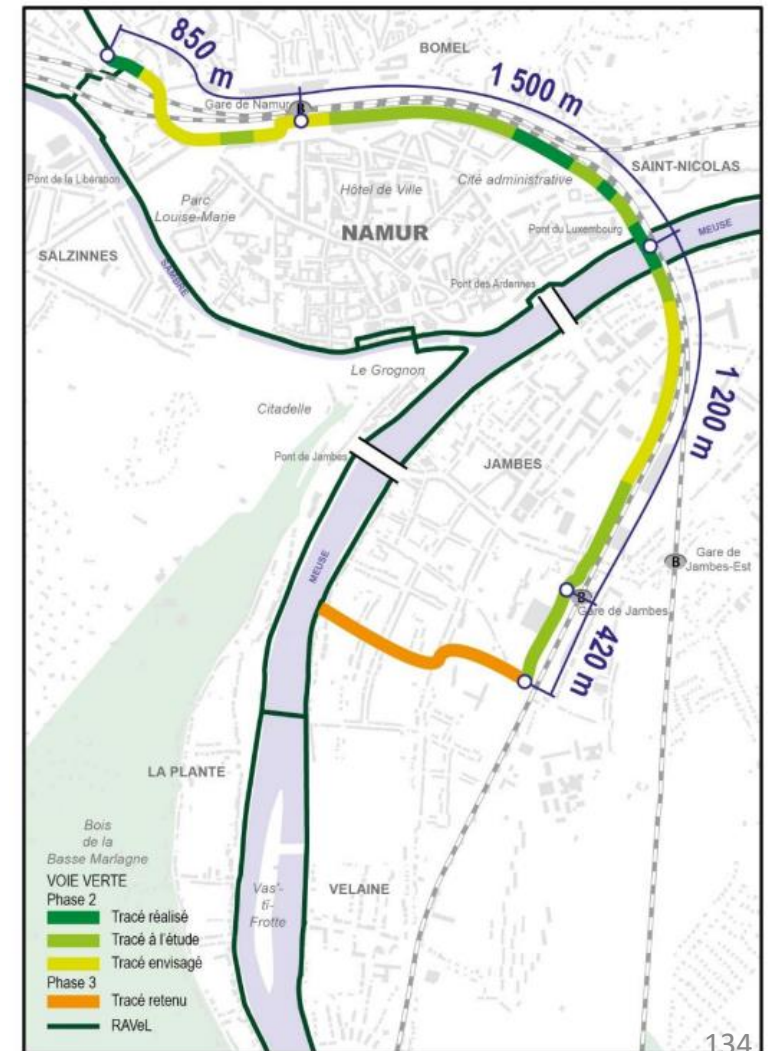 850 m
BOMEL
1 500 m
Gare de Namur
B
SAINT-NICOLAS
Pont de la Libération
Parc
Louise-Marie
Hôtel de Ville
Cité administrative
NAMUR
Pont du Luxembourg
MEUSE
SALZINNES
SAMBRE
Pont des Ardennes
Le Grognon
Citadelle
1 200 m
Pont de Jambes
JAMBES
MEUSE
B
Gare de
Jambes-Est
B
Gare de Jambes
420 m
LA PLANTE
Bois
de la
Basse Marlagne
Vas'-
tî-
Frotte
VELAINE
VOIE VERTE
Phase 2
Tracé réalisé
Tracé à l'étude
Tracé envisagé
Phase 3
Tracé retenu
RAVeL
134